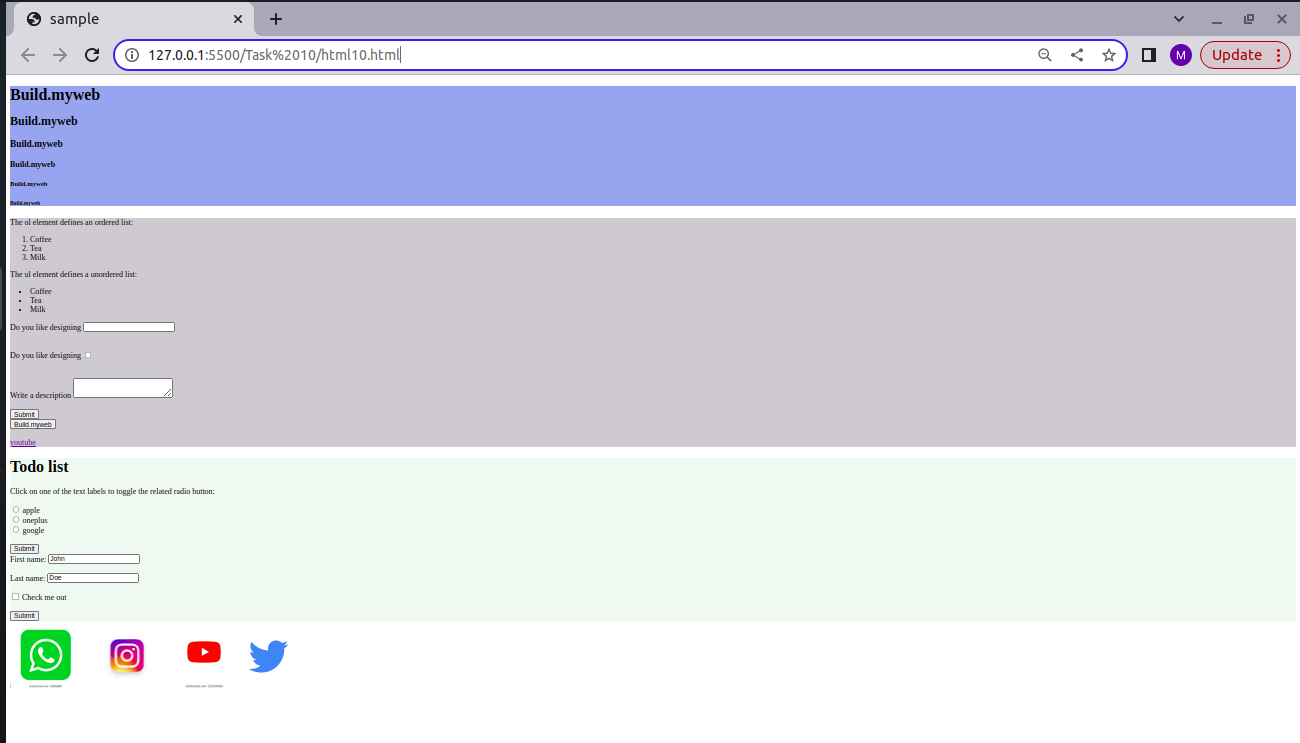 sample
127.0.0.1:5500/Task%2010/html10.html
M
Update
Build.myweb
Build.myweb
Build.myweb
Build.myweb
Build.myweb
Build.myweb
The ol element defines an ordered list:
1. Coffee
2. Tea
3. Milk
The ul element defines a unordered list:
• Coffee
• Tea
• Milk
Do you like designing
Do you like designing
Write a description
Submit
Build.myweb
youtube
Todo list
Click on one of the text labels to toggle the related radio button:
apple
oneplus
google
Submit
First name: John
Last name: Doe
Check me out
Submit